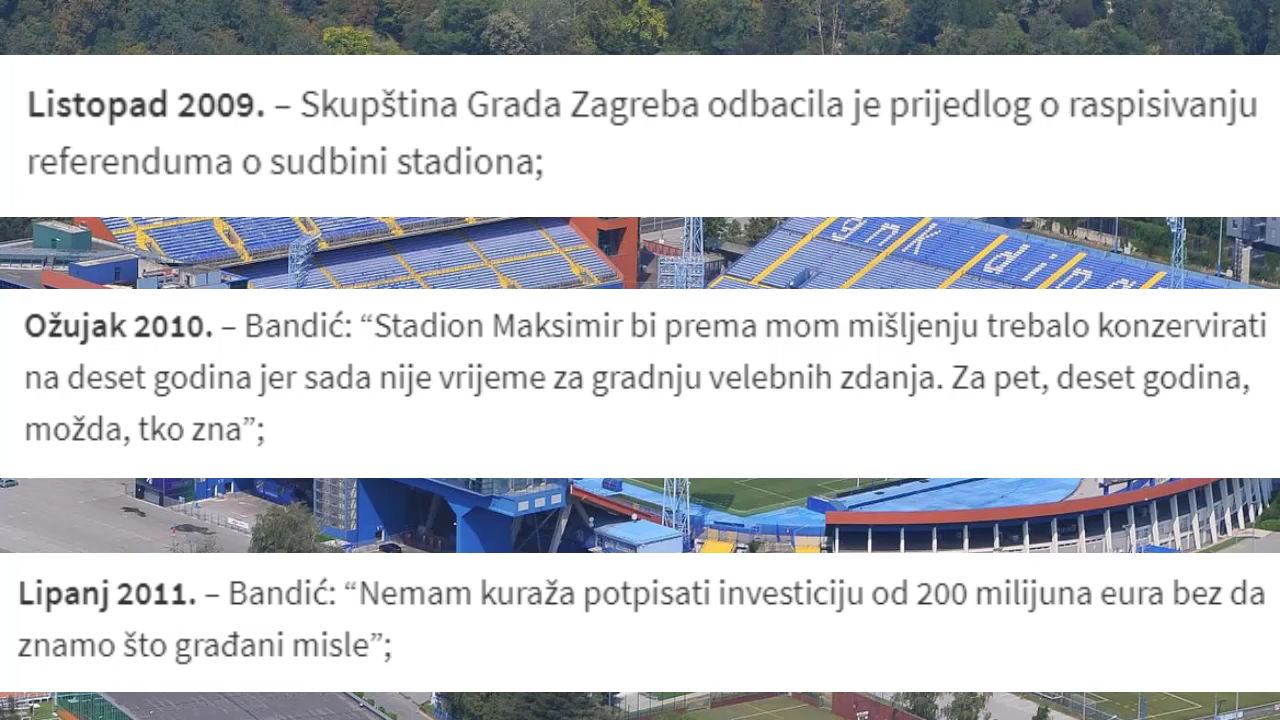 Listopad 2009. – Skupština Grada Zagreba odbacila je prijedlog o raspisivanju
referenduma o sudbini stadiona;
Ožujak 2010. – Bandić: “Stadion Maksimir bi prema mom mišljenju trebalo konzervirati
na deset godina jer sada nije vrijeme za gradnju velebnih zdanja. Za pet, deset godina,
možda, tko zna”;
Lipanj 2011. – Bandić: “Nemam kuraža potpisati investiciju od 200 milijuna eura bez da
znamo što građani misle”;